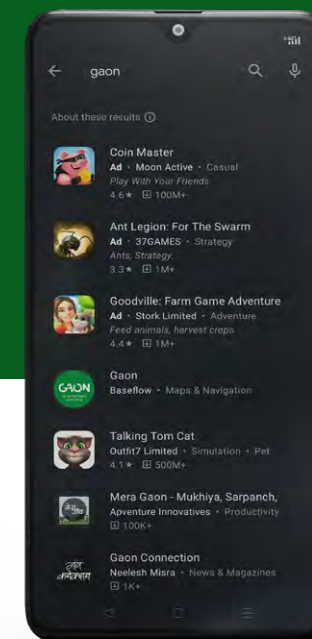 gaon
About these results
Coin Master
Ad · Moon Active · Casual
Play With Your Friends
4.6★ 100M+
Ant Legion: For The Swarm
Ad · 37GAMES · Strategy
Ants, Strategy
3.3★ 1M+
Goodville: Farm Game Adventure
Ad · Stork Limited · Adventure
Feed animals, harvest crops
4.4★ 1M+
GAON
Gaon
Baseflow · Maps & Navigation
Talking Tom Cat
Outfit7 Limited · Simulation · Pet
4.1★ 500M+
Mera Gaon - Mukhiya, Sarpanch,
Apventure Innovatives · Productivity
100K+
गाँव
कनेक्शन
Gaon Connection
Neelesh Misra · News & Magazines
1K+